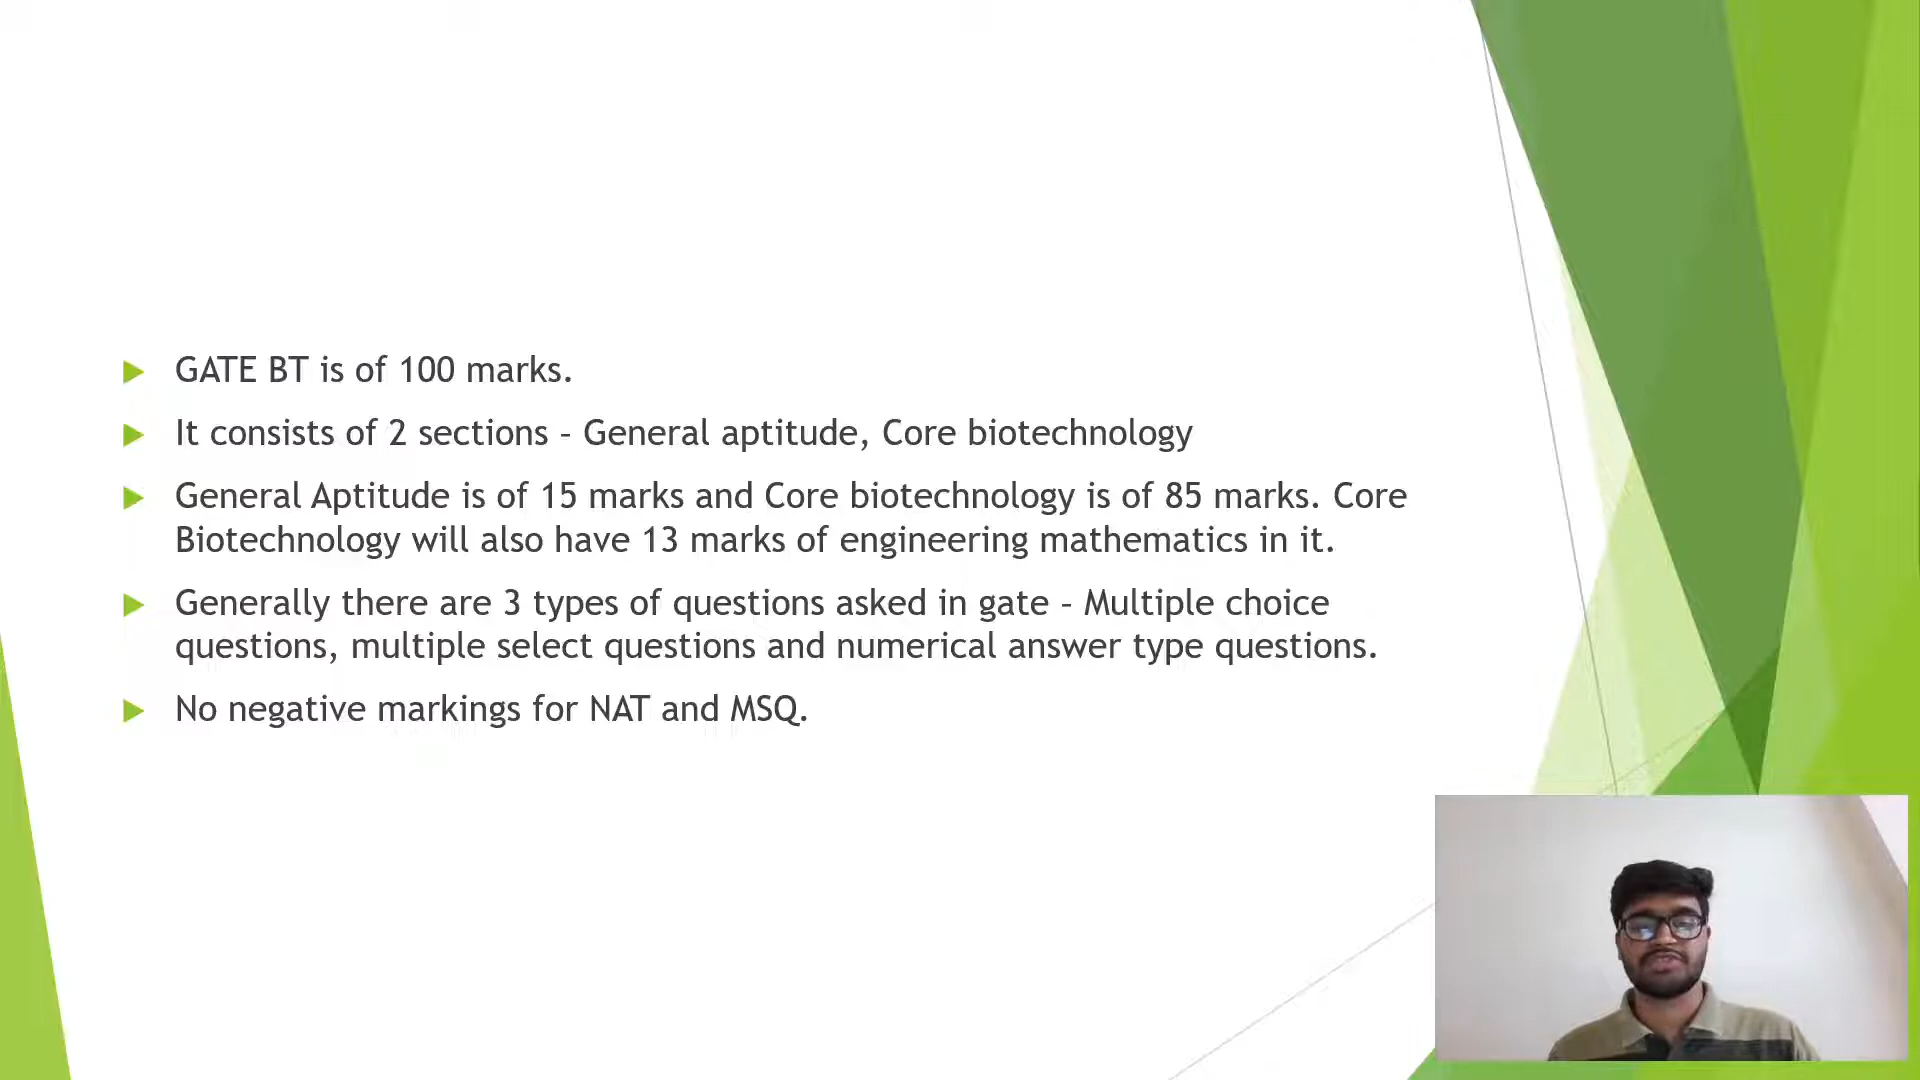 GATE BT is of 100 marks.
It consists of 2 sections – General aptitude, Core biotechnology
General Aptitude is of 15 marks and Core biotechnology is of 85 marks. Core
Biotechnology will also have 13 marks of engineering mathematics in it.
Generally there are 3 types of questions asked in gate – Multiple choice
questions, multiple select questions and numerical answer type questions.
No negative markings for NAT and MSQ.